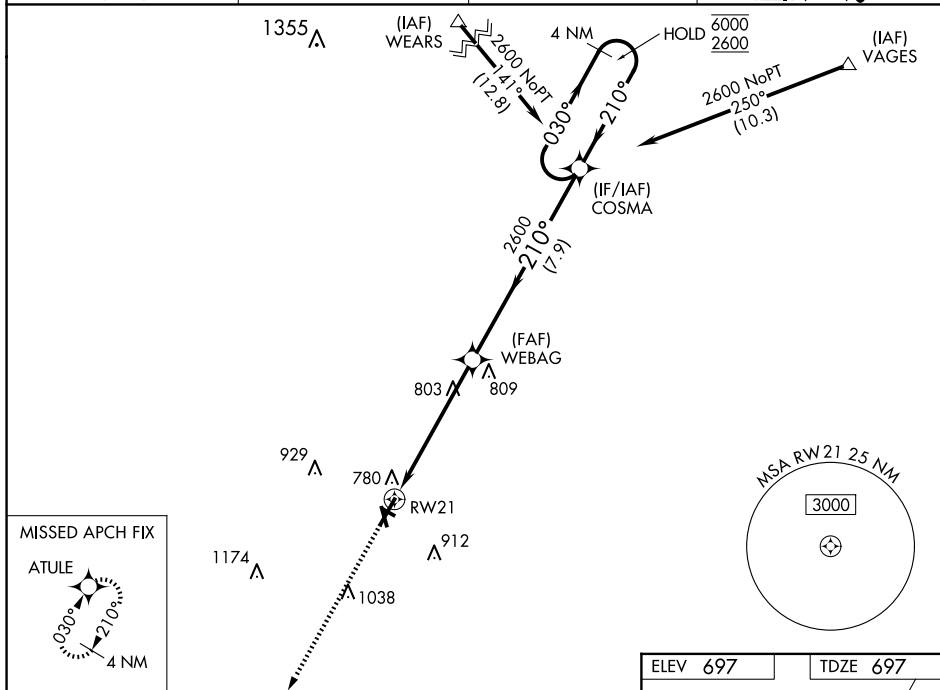 1355
(IAF)
WEARS
2600 NoPT
141°
(12.8)
4 NM
HOLD
6000
2600
030°
210°
(IAF)
VAGES
2600 NoPT
250°
(10.3)
(IF/IAF)
COSMA
2600
210°
(7.9)
(FAF)
WEBAG
803
809
929
780
RW21
912
1174
1038
MISSED APCH FIX
ATULE
030°
210°
4 NM
MSA RW 21 25 NM
3000
ELEV 697
TDZE 697